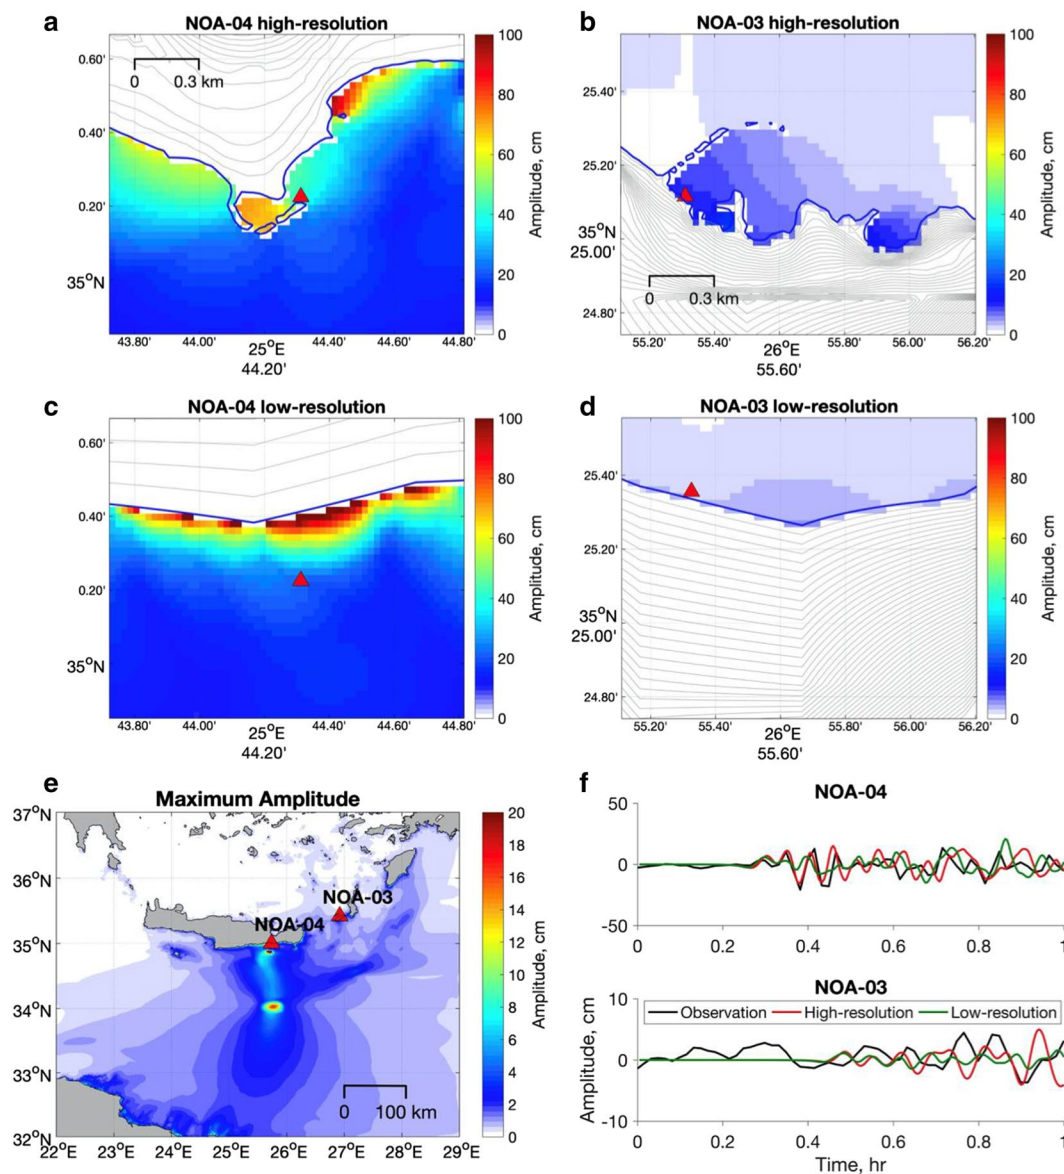 a
NOA-04 high-resolution
0.60'
0.40'
0.20'
35°N
0 0.3 km
43.80' 44.00' 25°E 44.40' 44.60' 44.80'
44.20'
100
80
60
40
20
0
Amplitude, cm
b
NOA-03 high-resolution
25.40'
25.20'
35°N
25.00'
24.80'
0 0.3 km
55.20' 55.40' 26°E 55.80' 56.00' 56.20'
55.60'
100
80
60
40
20
0
Amplitude, cm
c
NOA-04 low-resolution
0.60'
0.40'
0.20'
35°N
43.80' 44.00' 25°E 44.40' 44.60' 44.80'
44.20'
100
80
60
40
20
0
Amplitude, cm
d
NOA-03 low-resolution
25.40'
25.20'
35°N
25.00'
24.80'
55.20' 55.40' 26°E 55.80' 56.00' 56.20'
55.60'
100
80
60
40
20
0
Amplitude, cm
e
Maximum Amplitude
37°N
36°N
35°N
34°N
33°N
32°N
NOA-03
NOA-04
0 100 km
22°E 23°E 24°E 25°E 26°E 27°E 28°E 29°E
20
18
16
14
12
10
8
6
4
2
0
Amplitude, cm
f
NOA-04
50
0
-50
0 0.2 0.4 0.6 0.8 1
NOA-03
Observation High-resolution Low-resolution
10
0
-10
Amplitude, cm
0 0.2 0.4 0.6 0.8 1
Time, hr